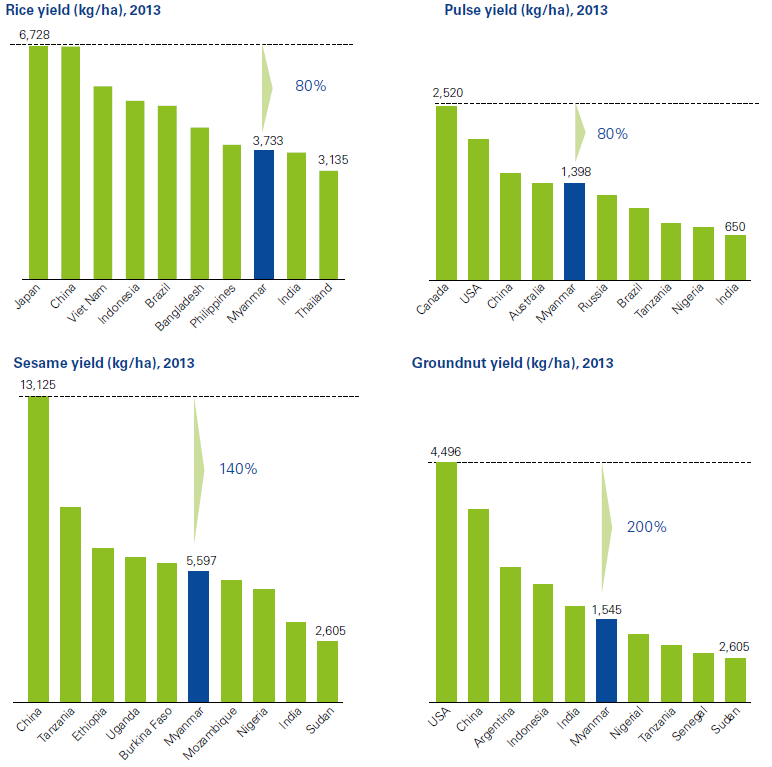 Rice yield (kg/ha), 2013
6,728
80%
3,733
3,135
Japan
China
Viet Nam
Indonesia
Brazil
Bangladesh
Philippines
Myanmar
India
Thailand
Pulse yield (kg/ha), 2013
2,520
80%
1,398
650
Canada
USA
China
Australia
Myanmar
Russia
Brazil
Tanzania
Nigeria
India
Sesame yield (kg/ha), 2013
13,125
140%
5,597
2,605
China
Tanzania
Ethiopia
Uganda
Burkina Faso
Myanmar
Mozambique
Nigeria
India
Sudan
Groundnut yield (kg/ha), 2013
4,496
200%
1,545
2,605
USA
China
Argentina
Indonesia
India
Myanmar
Nigerial
Tanzania
Senegal
Sudan